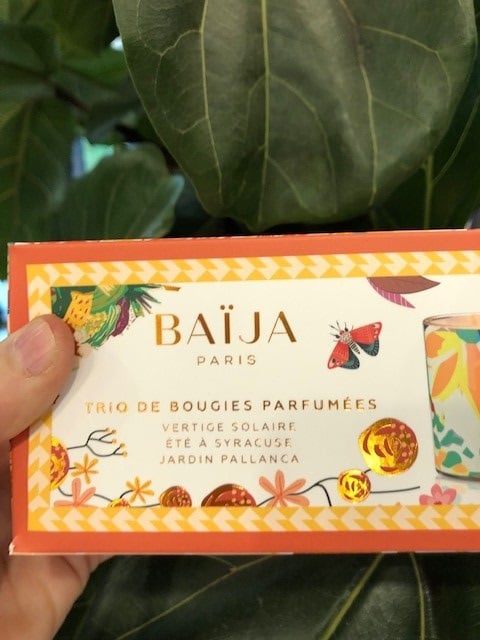 BAÏJA
PARIS
TRIO DE BOUGIES PARFUMÉES
VERTIGE SOLAIRE
ÉTÉ À SYRACUSE
JARDIN PALLANCA